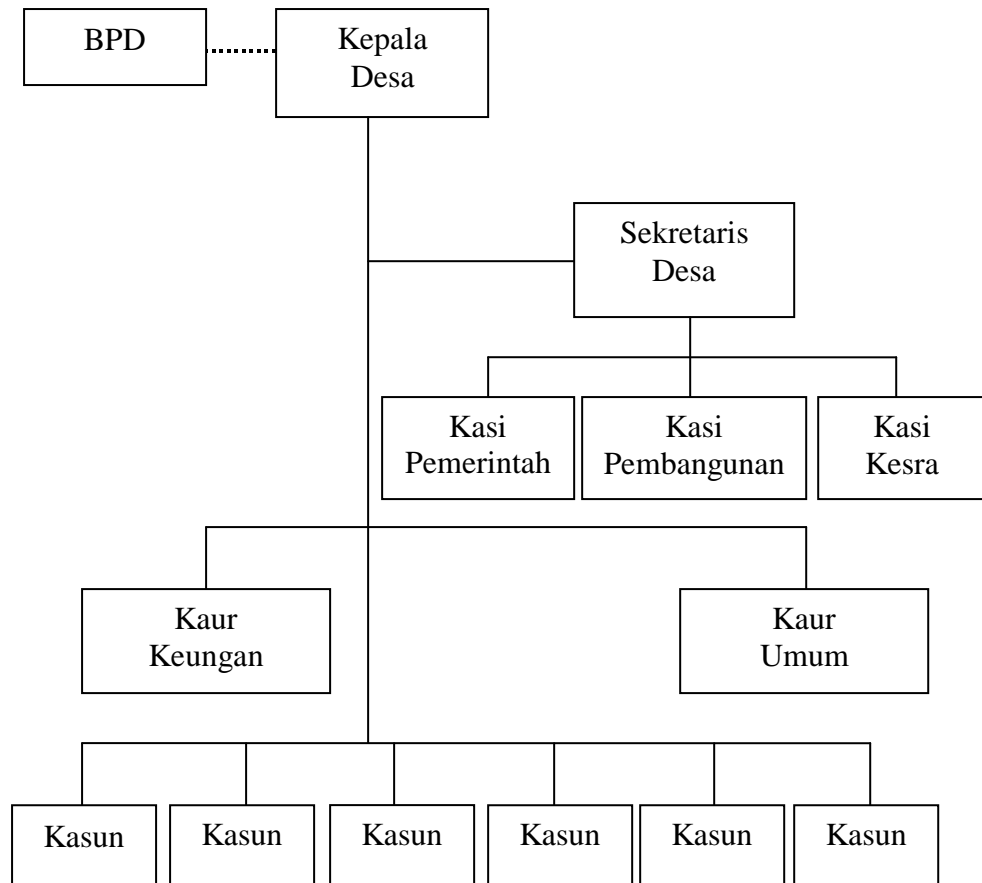 BPD
Kepala
Desa
Sekretaris
Desa
Kasi
Pemerintah
Kasi
Pembangunan
Kasi
Kesra
Kaur
Keungan
Kaur
Umum
Kasun
Kasun
Kasun
Kasun
Kasun
Kasun